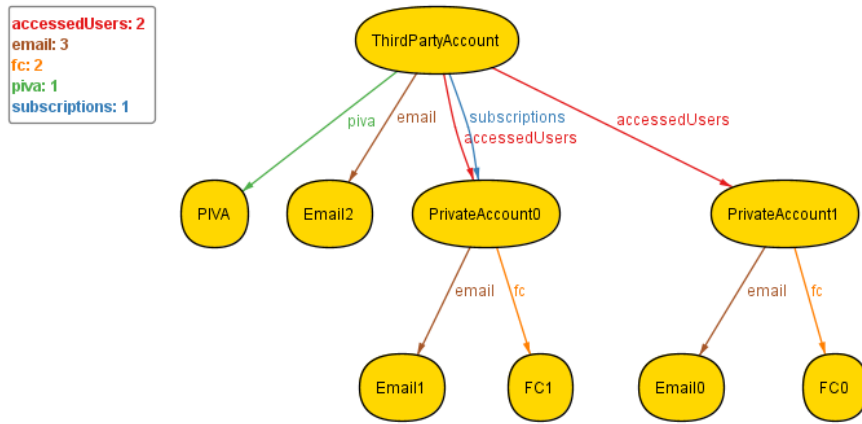 accessedUsers: 2
email: 3
fc: 2
piva: 1
subscriptions: 1
ThirdPartyAccount
piva
email
subscriptions
accessedUsers
accessedUsers
PIVA
Email2
PrivateAccount0
PrivateAccount1
email
fc
email
fc
Email1
FC1
Email0
FC0